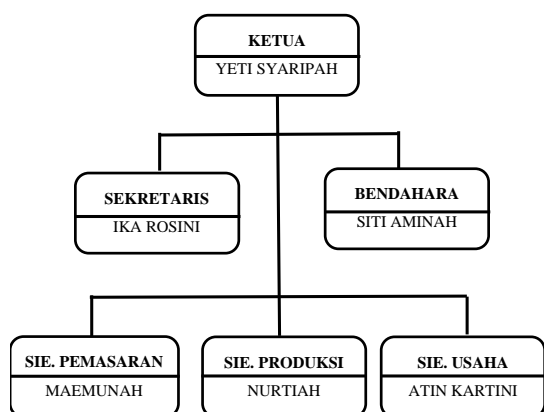 KETUA
YETI SYARIPAH
SEKRETARIS
IKA ROSINI
BENDAHARA
SITI AMINAH
SIE. PEMASARAN
MAEMUNAH
SIE. PRODUKSI
NURTIAH
SIE. USAHA
ATIN KARTINI